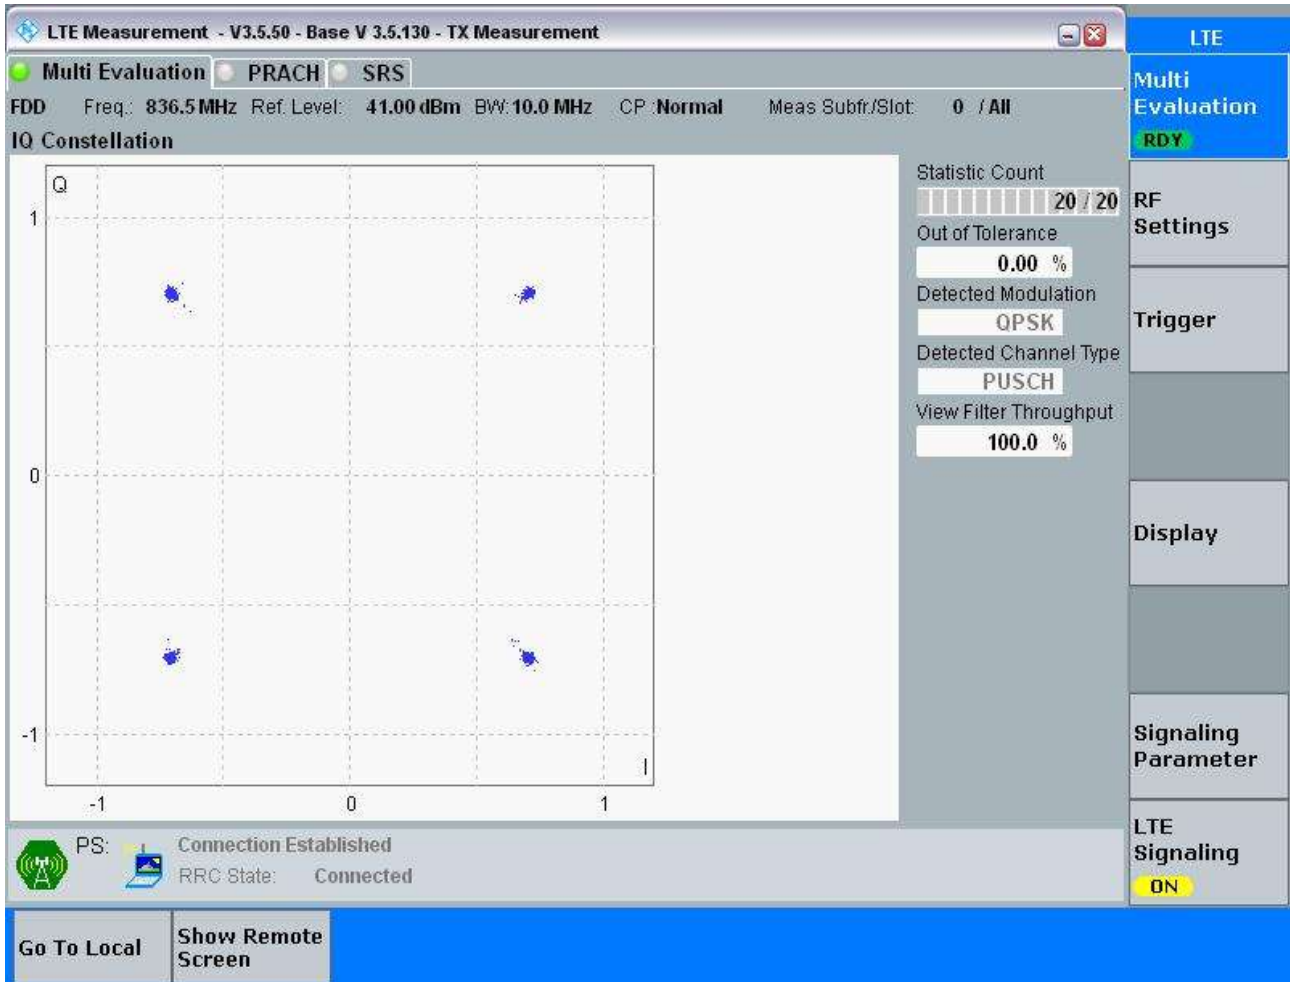 LTE Measurement - V3.5.50 - Base V 3.5.130 - TX Measurement
LTE
Multi Evaluation PRACH SRS
Multi
Evaluation
RDY
FDD Freq.: 836.5 MHz Ref. Level: 41.00 dBm BW: 10.0 MHz CP :Normal Meas Subfr./Slot: 0 / All
IQ Constellation
Q
1
0
-1
-1 0 1
I
Statistic Count
20 / 20
Out of Tolerance
0.00 %
Detected Modulation
QPSK
Detected Channel Type
PUSCH
View Filter Throughput
100.0 %
RF
Settings
Trigger
Display
Signaling
Parameter
LTE
Signaling
ON
PS: Connection Established
RRC State: Connected
Go To Local
Show Remote
Screen